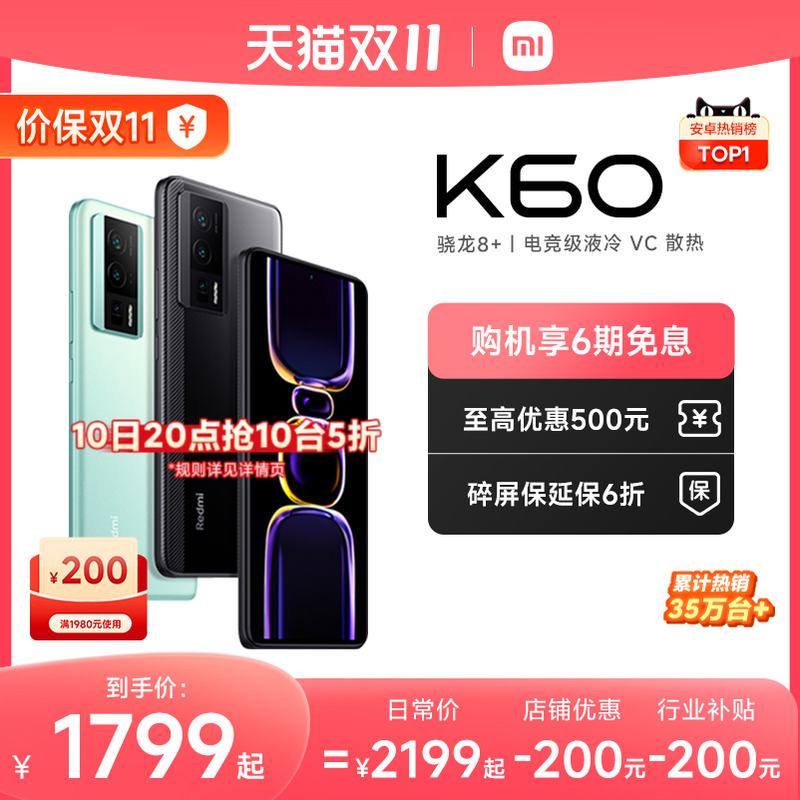 天猫双11
mi
价保双11 ¥
安卓热销榜
TOP1
K60
骁龙8+ | 电竞级液冷 VC 散热
购机享6期免息
至高优惠500元 ¥
碎屏保延保6折 保
10日20点抢10台5折
*规则详见详情页
Redmi
Redmi
¥200
满1980元使用
累计热销
35万台+
到手价:
¥1799起
日常价 店铺优惠 行业补贴
=¥2199起-200元-200元